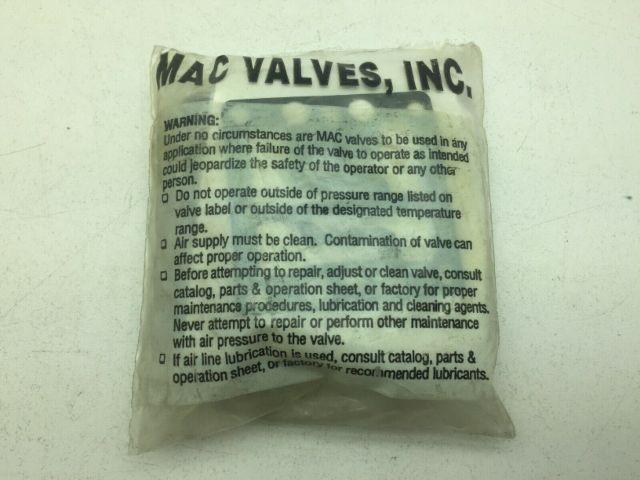 MAC VALVES, INC.
WARNING:
Under no circumstances are MAC valves to be used in any
application where failure of the valve to operate as intended
could jeopardize the safety of the operator or any other
person.
□ Do not operate outside of pressure range listed on
valve label or outside of the designated temperature
range.
□ Air supply must be clean. Contamination of valve can
affect proper operation.
□ Before attempting to repair, adjust or clean valve, consult
catalog, parts & operation sheet, or factory for proper
maintenance procedures, lubrication and cleaning agents.
Never attempt to repair or perform other maintenance
with air pressure to the valve.
□ If air line lubrication is used, consult catalog, parts &
operation sheet, or factory for recommended lubricants.